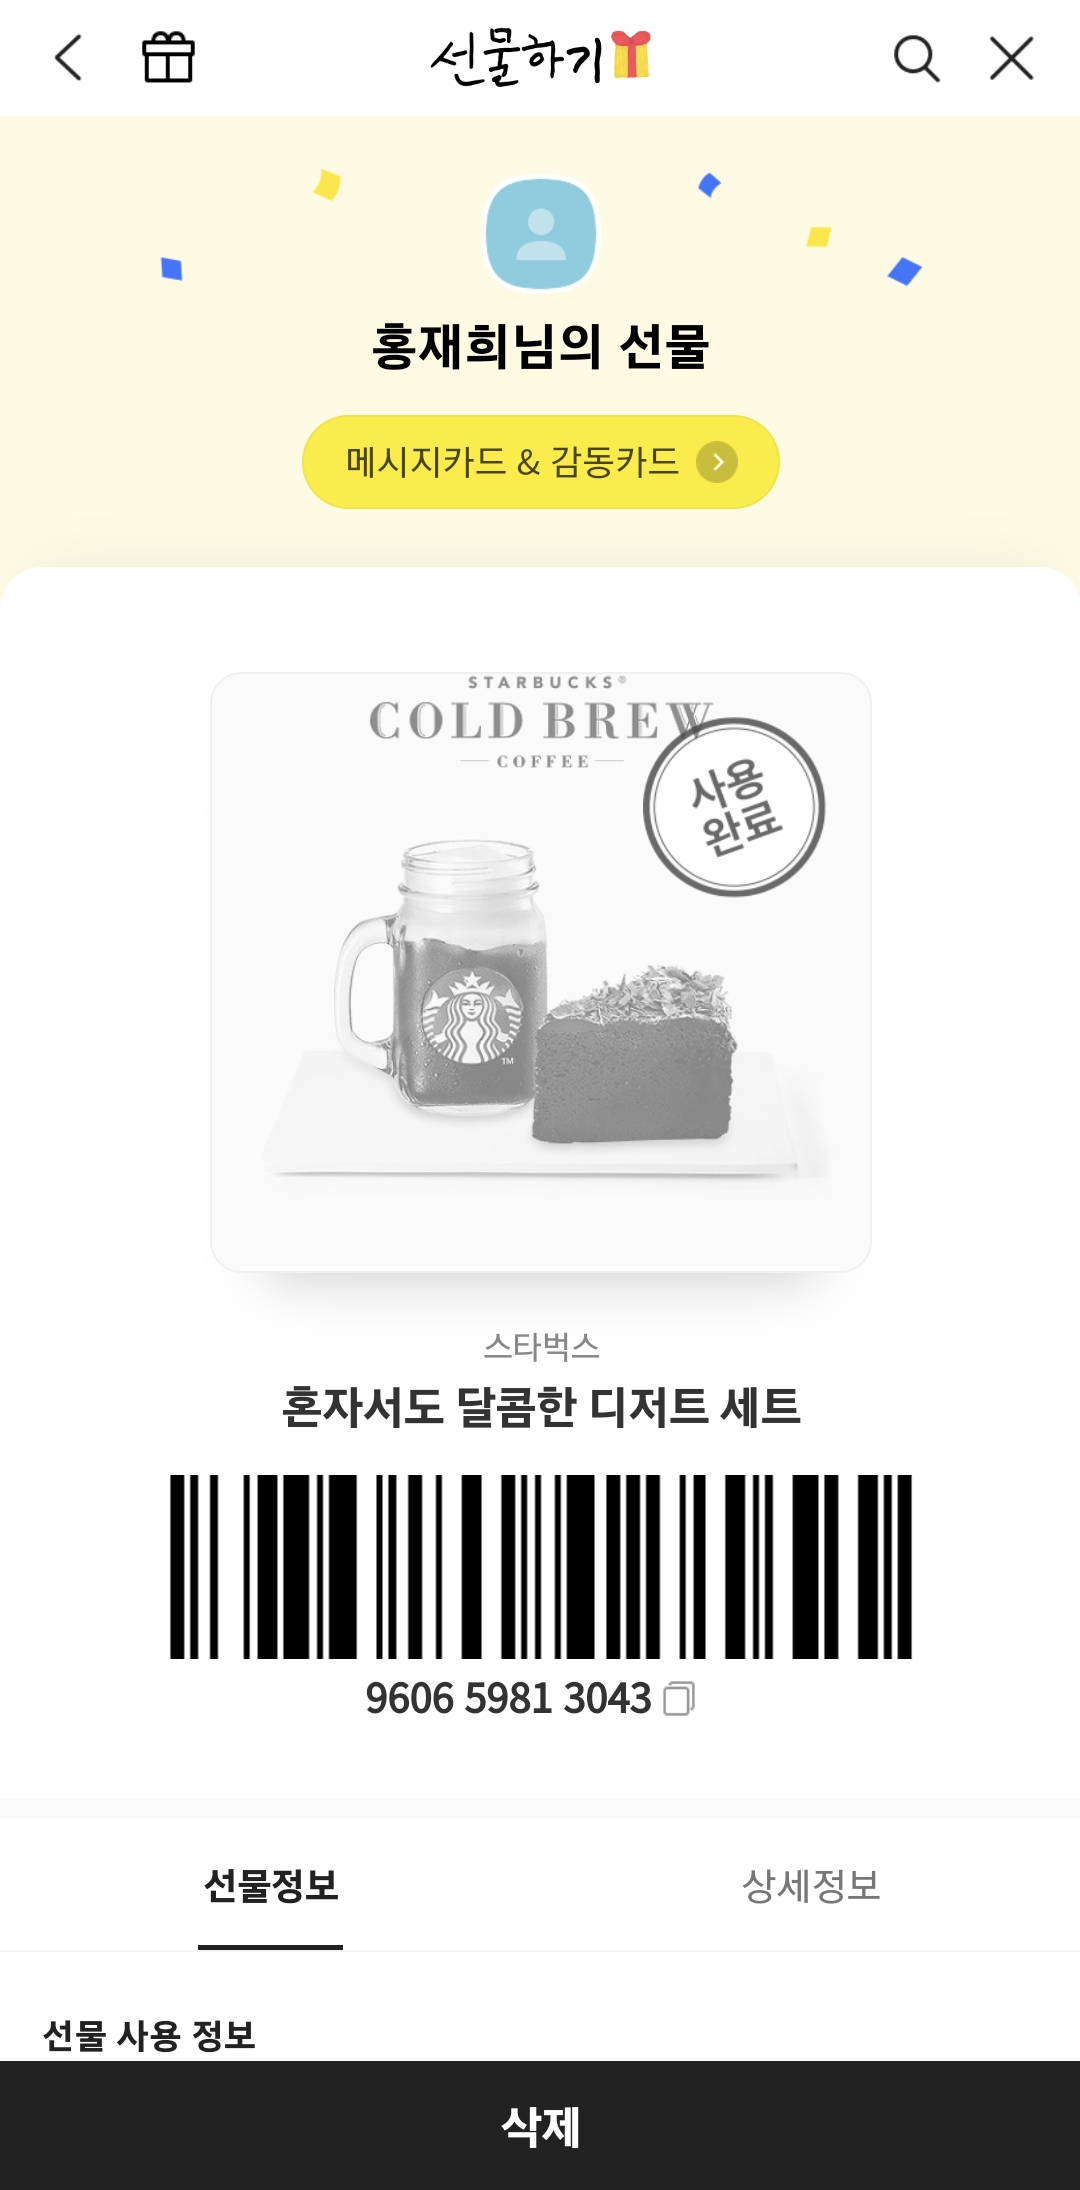 선물하기
홍재희님의 선물
메시지카드 & 감동카드
STARBUCKS®
COLD BREW
COFFEE
사용
완료
TM
스타벅스
혼자서도 달콤한 디저트 세트
9606 5981 3043
선물정보
상세정보
선물 사용 정보
삭제